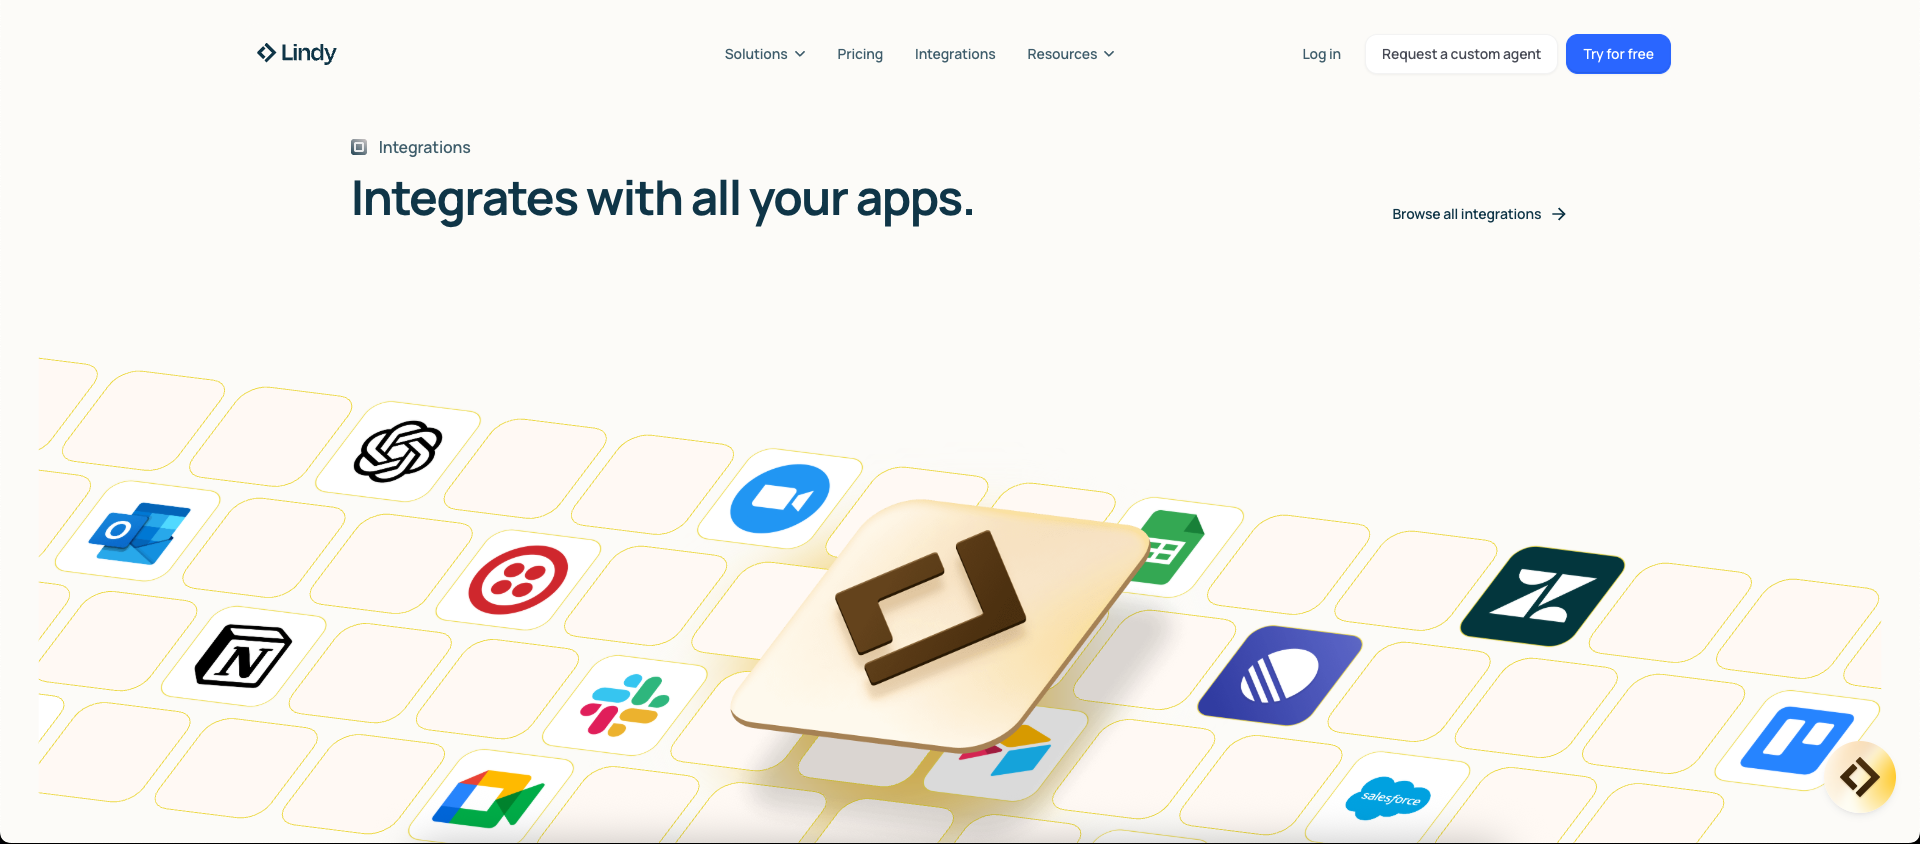 Lindy
Solutions
Pricing
Integrations
Resources
Log in
Request a custom agent
Try for free
Integrations
Integrates with all your apps.
Browse all integrations
O
N
salesforce